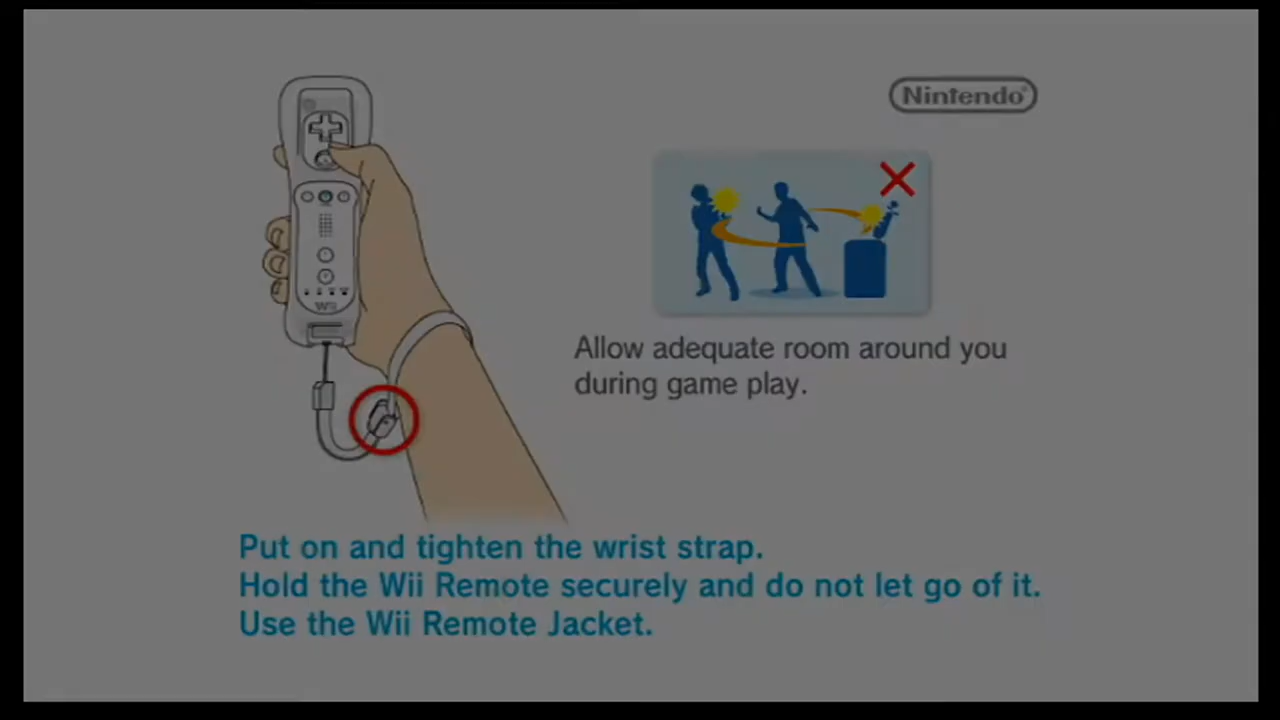 Nintendo
Wii
Allow adequate room around you
during game play.
Put on and tighten the wrist strap.
Hold the Wii Remote securely and do not let go of it.
Use the Wii Remote Jacket.